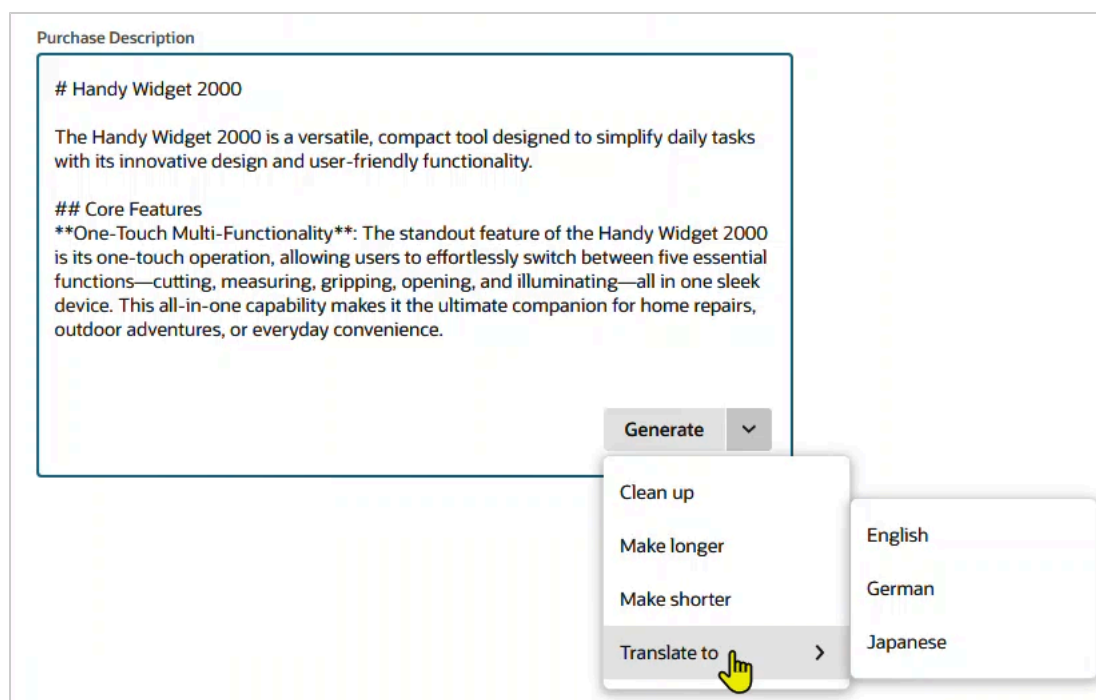 Purchase Description
# Handy Widget 2000
The Handy Widget 2000 is a versatile, compact tool designed to simplify daily tasks
with its innovative design and user-friendly functionality.
## Core Features
**One-Touch Multi-Functionality**: The standout feature of the Handy Widget 2000
is its one-touch operation, allowing users to effortlessly switch between five essential
functions—cutting, measuring, gripping, opening, and illuminating—all in one sleek
device. This all-in-one capability makes it the ultimate companion for home repairs,
outdoor adventures, or everyday convenience.
Generate
Clean up
Make longer
Make shorter
Translate to
English
German
Japanese